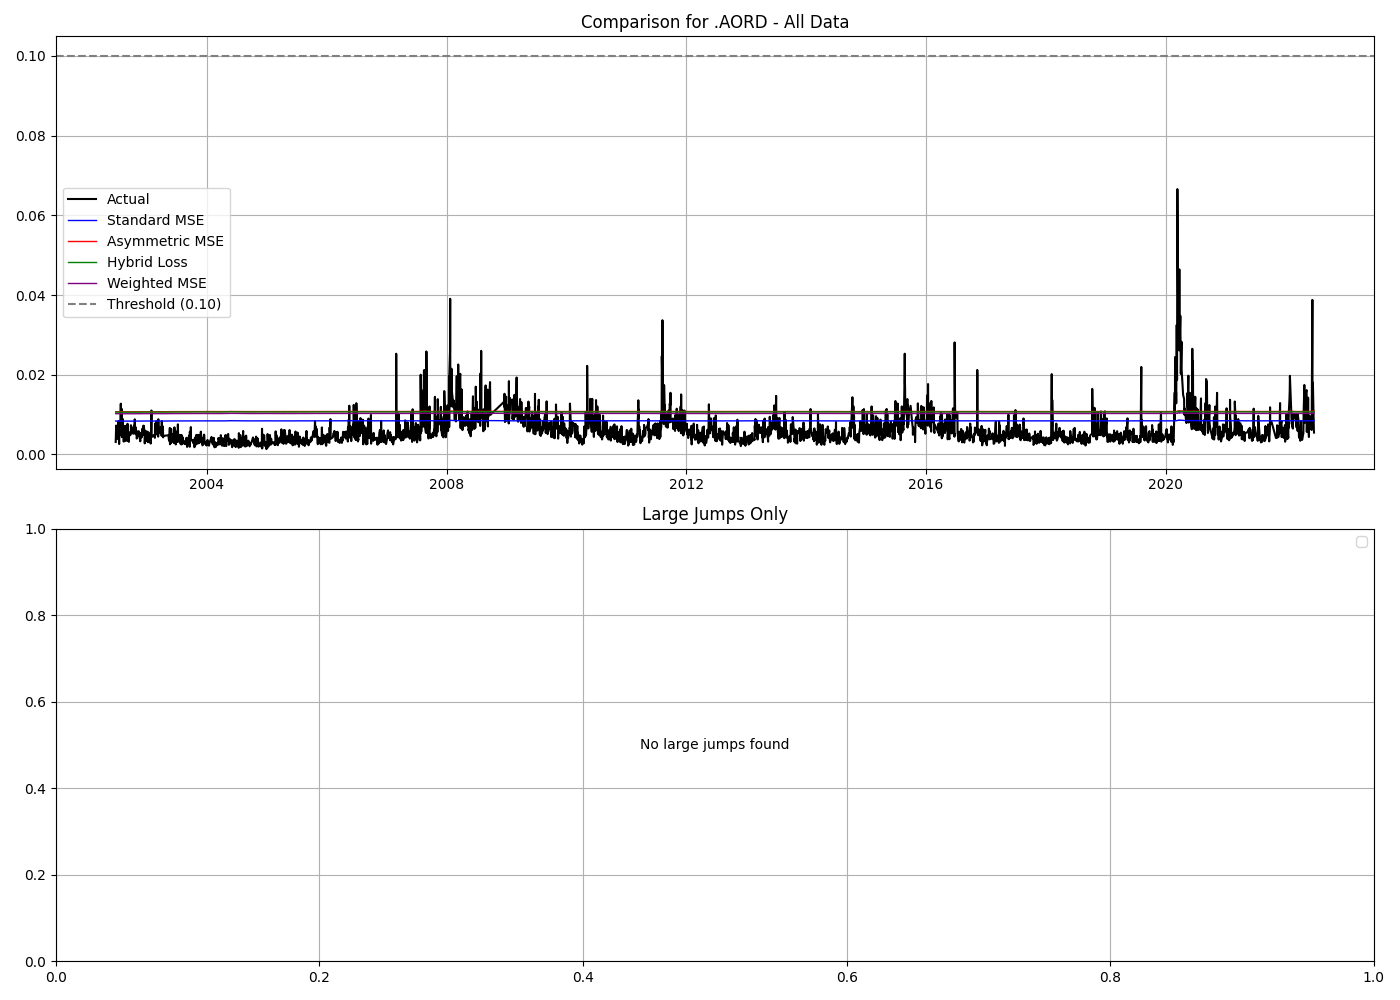 Comparison for .AORD - All Data
0.10
0.08
0.06
0.04
0.02
0.00
Actual
Standard MSE
Asymmetric MSE
Hybrid Loss
Weighted MSE
Threshold (0.10)
2004 2008 2012 2016 2020
Large Jumps Only
1.0
0.8
0.6
0.4
0.2
0.0
No large jumps found
0.0 0.2 0.4 0.6 0.8 1.0